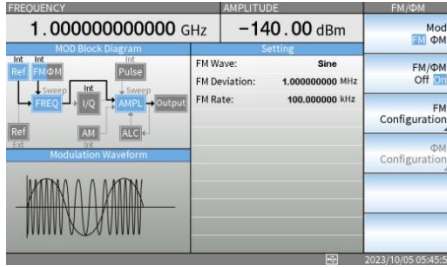 FREQUENCY AMPLITUDE FM/ΦM
1.000000000000 GHz -140.00 dBm
Mod
FM ΦM
MOD Block Diagram
Int Int Int
Ref FMΦM Pulse
Sweep Sweep
FREQ I/Q AMPL Output
Int
Ref AM ALC
Ext
Modulation Waveform
Setting
FM Wave: Sine
FM Deviation: 1.000000000 MHz
FM Rate: 100.000000 kHz
FM/ΦM
Off On
FM
Configuration
ΦM
Configuration
2023/10/05 05:45:5